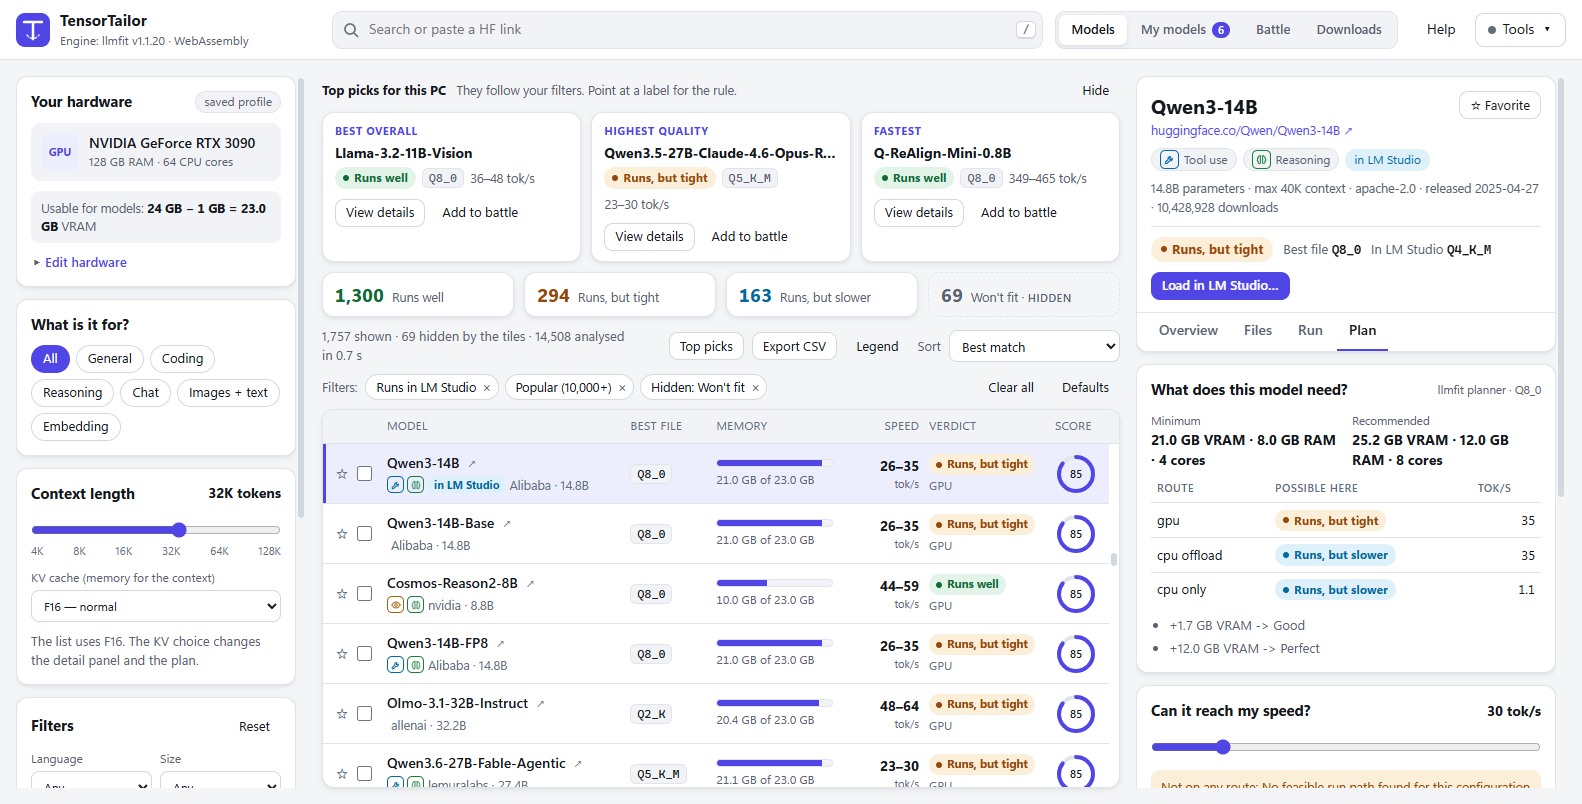 TensorTailor
Engine: llmfit v1.1.20 · WebAssembly
Search or paste a HF link
/
Models
My models 6
Battle
Downloads
Help
Tools ▼
Your hardware
saved profile
GPU
NVIDIA GeForce RTX 3090
128 GB RAM · 64 CPU cores
Usable for models: 24 GB − 1 GB = 23.0
GB VRAM
▸ Edit hardware
What is it for?
All
General
Coding
Reasoning
Chat
Images + text
Embedding
Context length
32K tokens
4K 8K 16K 32K 64K 128K
KV cache (memory for the context)
F16 — normal
The list uses F16. The KV choice changes
the detail panel and the plan.
Filters
Reset
Language Size
Any Any
Top picks for this PC They follow your filters. Point at a label for the rule.
Hide
BEST OVERALL
Llama-3.2-11B-Vision
Runs well Q8_0 36–48 tok/s
View details Add to battle
HIGHEST QUALITY
Qwen3.5-27B-Claude-4.6-Opus-R...
Runs, but tight Q5_K_M
23–30 tok/s
View details Add to battle
FASTEST
Q-ReAlign-Mini-0.8B
Runs well Q8_0 349–465 tok/s
View details Add to battle
1,300 Runs well
294 Runs, but tight
163 Runs, but slower
69 Won't fit · HIDDEN
1,757 shown · 69 hidden by the tiles · 14,508 analysed
in 0.7 s
Top picks
Export CSV
Legend
Sort
Best match
Filters: Runs in LM Studio × Popular (10,000+) × Hidden: Won't fit ×
Clear all
Defaults
MODEL BEST FILE MEMORY SPEED VERDICT SCORE
☆ Qwen3-14B ↗ Q8_0 26–35 Runs, but tight 85
in LM Studio Alibaba · 14.8B 21.0 GB of 23.0 GB tok/s GPU
☆ Qwen3-14B-Base ↗ Q8_0 26–35 Runs, but tight 85
Alibaba · 14.8B 21.0 GB of 23.0 GB tok/s GPU
☆ Cosmos-Reason2-8B ↗ Q8_0 44–59 Runs well 85
nvidia · 8.8B 10.0 GB of 23.0 GB tok/s GPU
☆ Qwen3-14B-FP8 ↗ Q8_0 26–35 Runs, but tight 85
Alibaba · 14.8B 21.0 GB of 23.0 GB tok/s GPU
☆ Olmo-3.1-32B-Instruct ↗ Q2_K 48–64 Runs, but tight 85
allenai · 32.2B 20.4 GB of 23.0 GB tok/s GPU
☆ Qwen3.6-27B-Fable-Agentic ↗ Q5_K_M 23–30 Runs, but tight 85
lemuralabs · 27.4B 21.1 GB of 23.0 GB tok/s GPU
Qwen3-14B
☆ Favorite
huggingface.co/Qwen/Qwen3-14B ↗
Tool use
Reasoning
in LM Studio
14.8B parameters · max 40K context · apache-2.0 · released 2025-04-27
· 10,428,928 downloads
Runs, but tight Best file Q8_0 In LM Studio Q4_K_M
Load in LM Studio...
Overview
Files
Run
Plan
What does this model need?
llmfit planner · Q8_0
Minimum
21.0 GB VRAM · 8.0 GB RAM
· 4 cores
Recommended
25.2 GB VRAM · 12.0 GB
RAM · 8 cores
ROUTE POSSIBLE HERE TOK/S
gpu Runs, but tight 35
cpu offload Runs, but slower 35
cpu only Runs, but slower 1.1
• +1.7 GB VRAM -> Good
• +12.0 GB VRAM -> Perfect
Can it reach my speed?
30 tok/s
Not on any route: No feasible run path found for this configuration